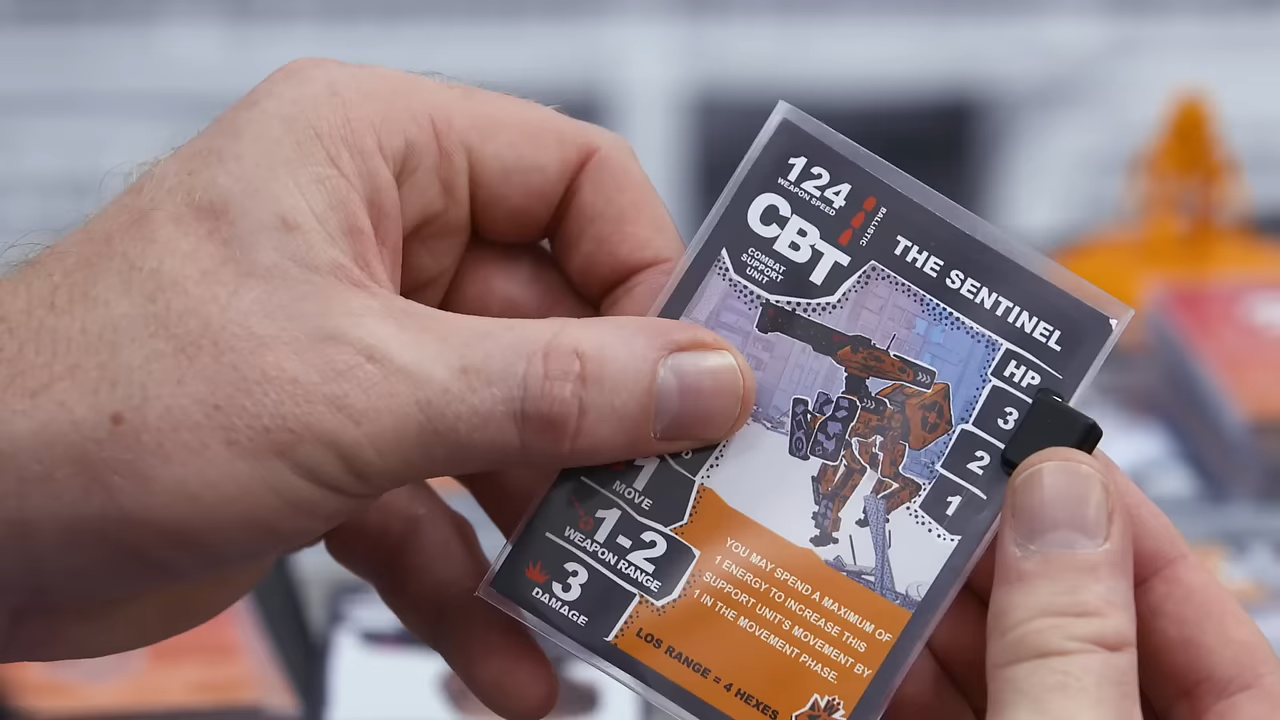 124
WEAPON SPEED
BALLISTIC
CBT
COMBAT
SUPPORT
UNIT
THE SENTINEL
HP
3
2
1
1
MOVE
1-2
WEAPON RANGE
3
DAMAGE
YOU MAY SPEND A MAXIMUM OF
1 ENERGY TO INCREASE THIS
SUPPORT UNIT'S MOVEMENT BY
1 IN THE MOVEMENT PHASE.
LOS RANGE = 4 HEXES